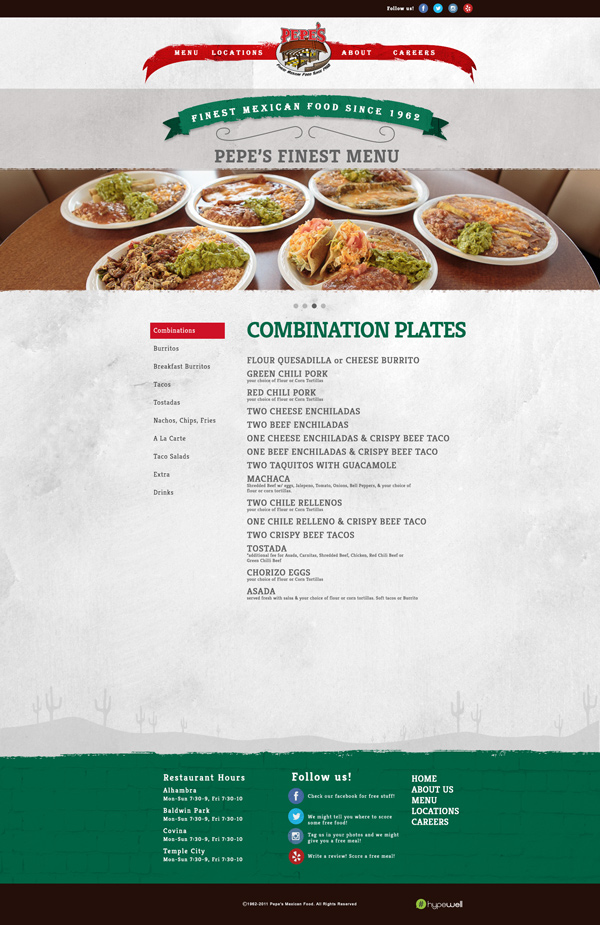 Follow us!
PEPE'S
MENU LOCATIONS ABOUT CAREERS
FINEST MEXICAN FOOD SINCE 1962
PEPE'S FINEST MENU
Combinations
Burritos
Breakfast Burritos
Tacos
Tostadas
Nachos, Chips, Fries
A La Carte
Taco Salads
Extra
Drinks
COMBINATION PLATES
FLOUR QUESADILLA or CHEESE BURRITO
GREEN CHILI PORK
your choice of Flour or Corn Tortillas
RED CHILI PORK
your choice of Flour or Corn Tortillas
TWO CHEESE ENCHILADAS
TWO BEEF ENCHILADAS
ONE CHEESE ENCHILADAS & CRISPY BEEF TACO
ONE BEEF ENCHILADAS & CRISPY BEEF TACO
TWO TAQUITOS WITH GUACAMOLE
MACHACA
Shredded Beef w/ eggs, Jalapeno, Tomato, Onions, Bell Peppers, & your choice of
flour or corn tortillas.
TWO CHILE RELLENOS
your choice of Flour or Corn Tortillas
ONE CHILE RELLENO & CRISPY BEEF TACO
TWO CRISPY BEEF TACOS
TOSTADA
*additional fee for Asada, Carnitas, Shredded Beef, Chicken, Red Chili Beef or
Green Chilli Beef
CHORIZO EGGS
your choice of Flour or Corn Tortillas
ASADA
served fresh with salsa & your choice of flour or corn tortillas. Soft tacos or Burrito
Restaurant Hours
Alhambra
Mon-Sun 7:30-9, Fri 7:30-10
Baldwin Park
Mon-Sun 7:30-9, Fri 7:30-10
Covina
Mon-Sun 7:30-9, Fri 7:30-10
Temple City
Mon-Sun 7:30-9, Fri 7:30-10
Follow us!
Check our facebook for free stuff!
We might tell you where to score
some free food!
Tag us in your photos and we might
give you a free meal!
Write a review! Score a free meal!
HOME
ABOUT US
MENU
LOCATIONS
CAREERS
©1962-2011 Pepe's Mexican Food. All Rights Reserved
hypewell